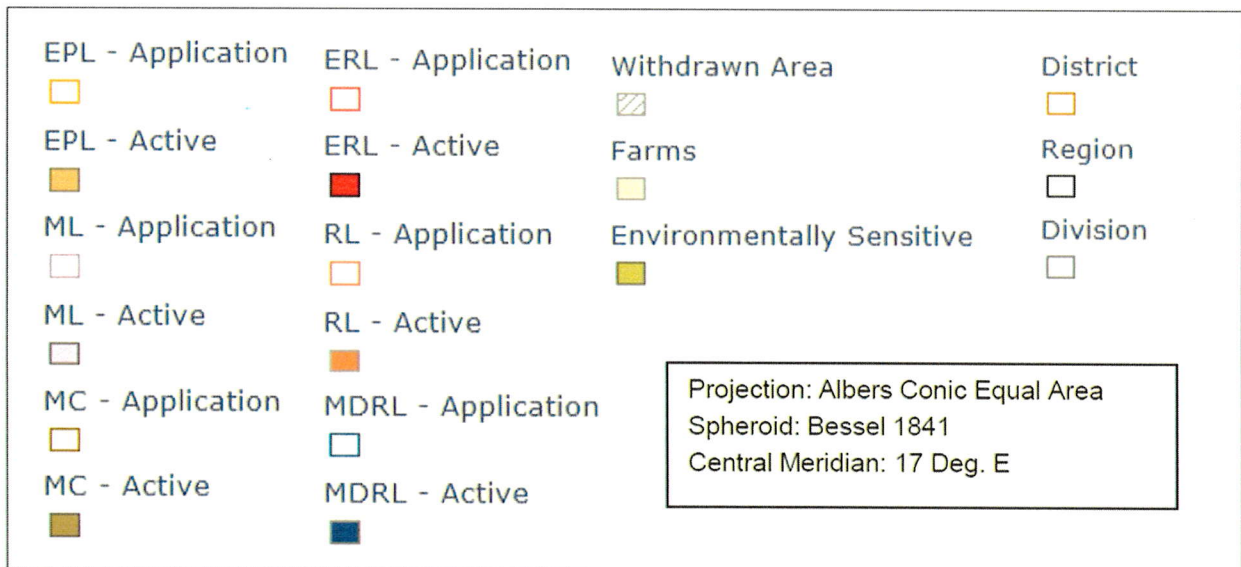 EPL - Application
EPL - Active
ML - Application
ML - Active
MC - Application
MC - Active
ERL - Application
ERL - Active
RL - Application
RL - Active
MDRL - Application
MDRL - Active
Withdrawn Area
Farms
Environmentally Sensitive
District
Region
Division
Projection: Albers Conic Equal Area
Spheroid: Bessel 1841
Central Meridian: 17 Deg. E